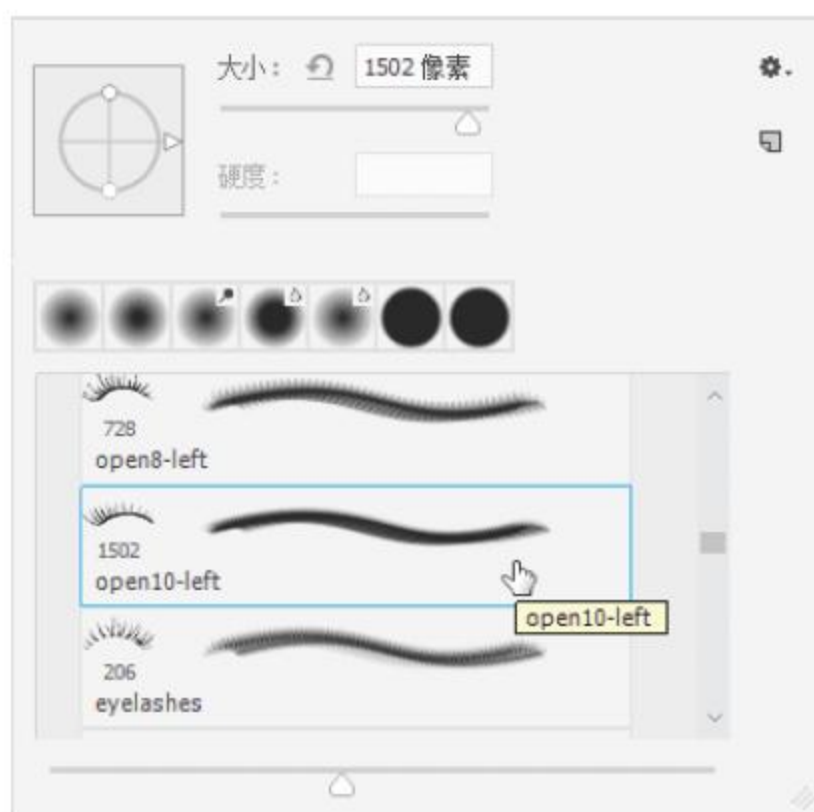 大小： 1502 像素
硬度：
728
open8-left
1502
open10-left
open10-left
206
eyelashes